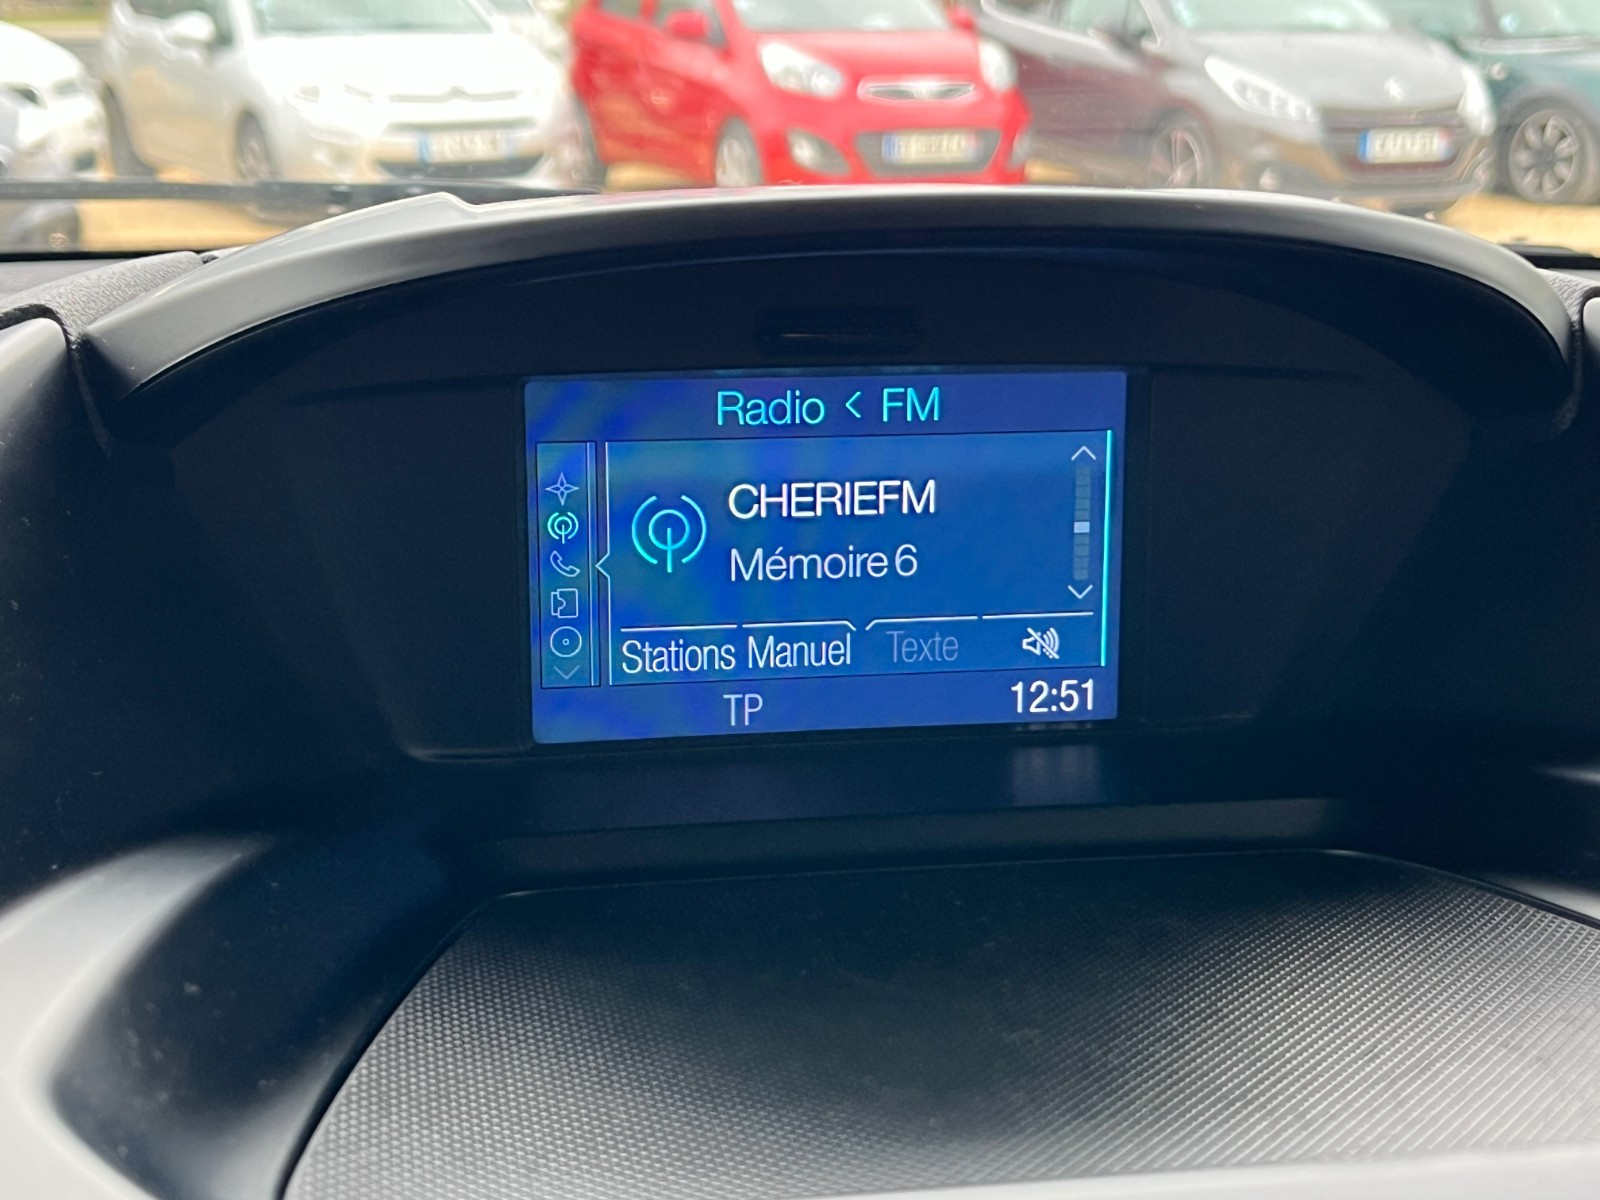 Radio < FM
CHERIEFM
Mémoire 6
Stations Manuel Texte
TP 12:51